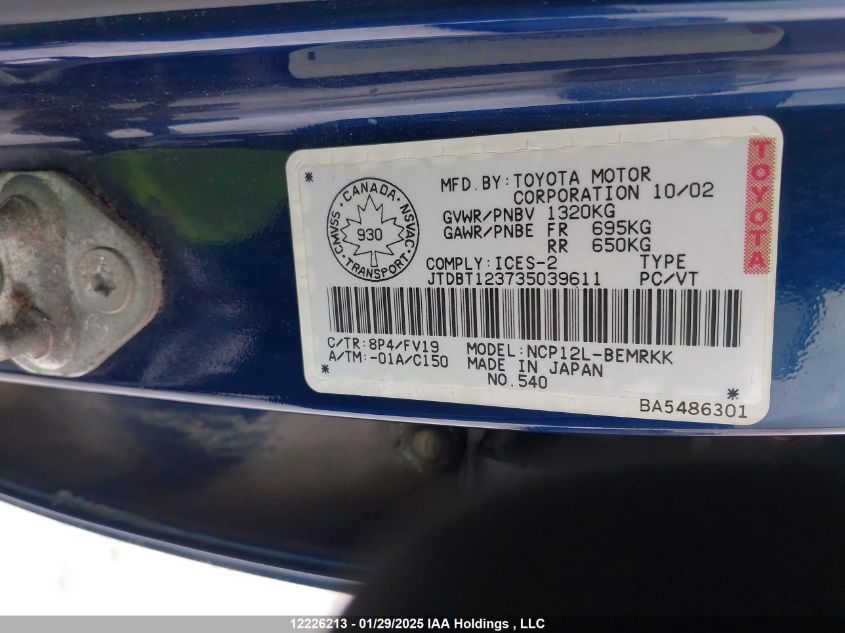 MFD.BY:TOYOTA MOTOR
CORPORATION 10/02
GVWR/PNBV 1320KG
GAWR/PNBE FR 695KG
RR 650KG
COMPLY:ICES-2 TYPE
JTDBT123735039611 PC/VT
CANADA
CMVSS NSVAC
930
TRANSPORT
TOYOTA
C/TR:8P4/FV19 MODEL:NCP12L-BEMRKK
A/TM:-01A/C150 MADE IN JAPAN
NO.540
BA5486301
12226213 - 01/29/2025 IAA Holdings , LLC